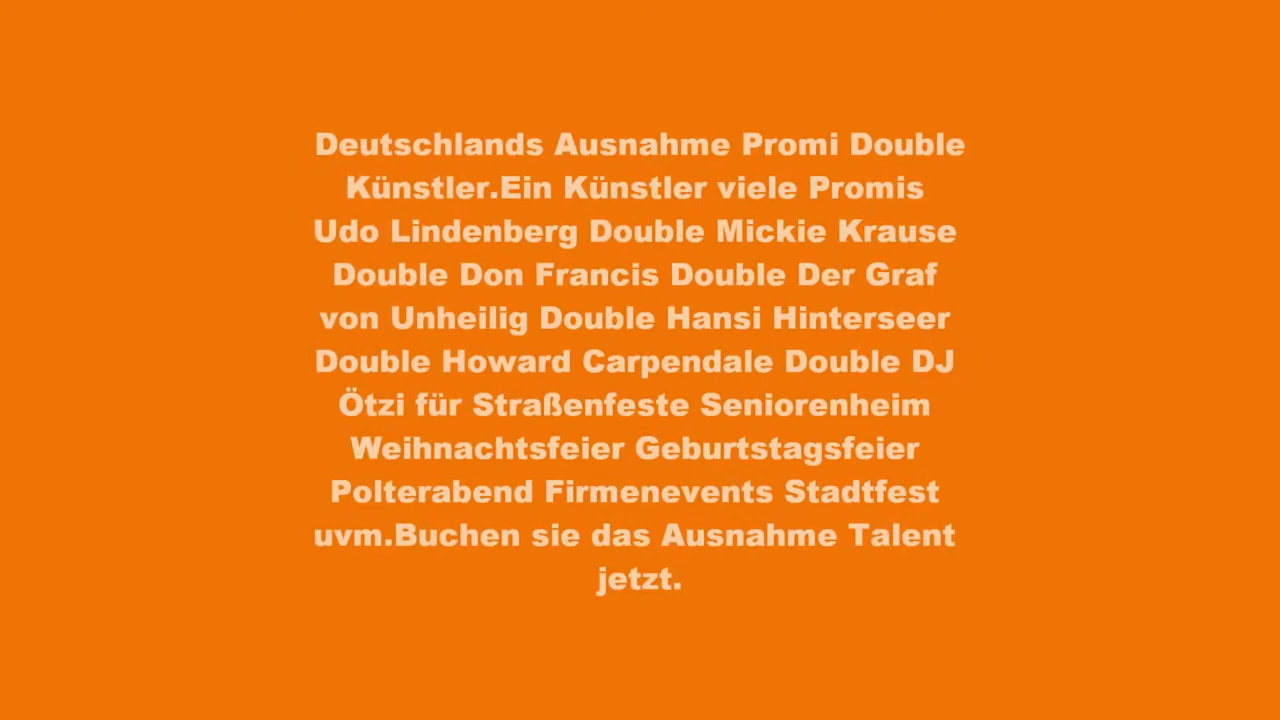 Deutschlands Ausnahme Promi Double
Künstler.Ein Künstler viele Promis
Udo Lindenberg Double Mickie Krause
Double Don Francis Double Der Graf
von Unheilig Double Hansi Hinterseer
Double Howard Carpendale Double DJ
Ötzi für Straßenfeste Seniorenheim
Weihnachtsfeier Geburtstagsfeier
Polterabend Firmenevents Stadtfest
uvm.Buchen sie das Ausnahme Talent
jetzt.